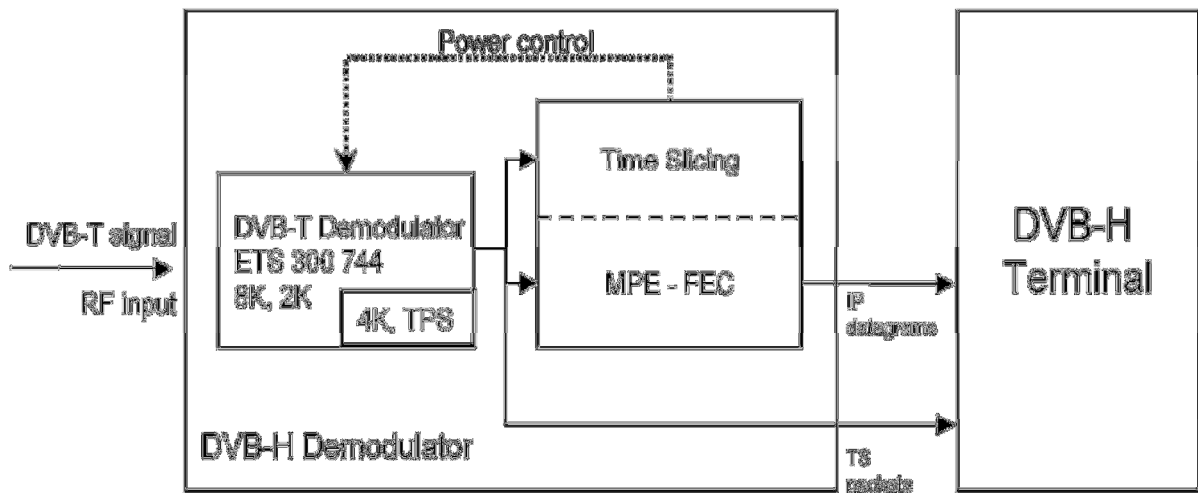 Power control
Time Slicing
DVB-T Demodulator
ETS 300 744
8K, 2K
4K, TPS
MPE - FEC
DVB-T signal
RF input
DVB-H
Terminal
IP
datagrams
DVB-H Demodulator
TS
packets